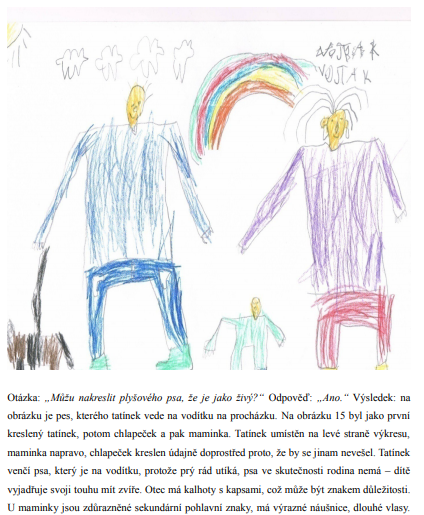 VOJTAK
VOJTAK
Otázka: „Můžu nakreslit plyšového psa, že je jako živý?“ Odpověď: „Ano.“ Výsledek: na
obrázku je pes, kterého tatínek vede na vodítku na procházku. Na obrázku 15 byl jako první
kreslený tatínek, potom chlapeček a pak maminka. Tatínek umístěn na levé straně výkresu,
maminka napravo, chlapeček kreslen údajně doprostřed proto, že by se jinam nevešel. Tatínek
venčí psa, který je na vodítku, protože prý rád utíká, psa ve skutečnosti rodina nemá – dítě
vyjadřuje svoji touhu mít zvíře. Otec má kalhoty s kapsami, což může být znakem důležitosti.
U maminky jsou zdůrazněné sekundární pohlavní znaky, má výrazné náušnice, dlouhé vlasy.